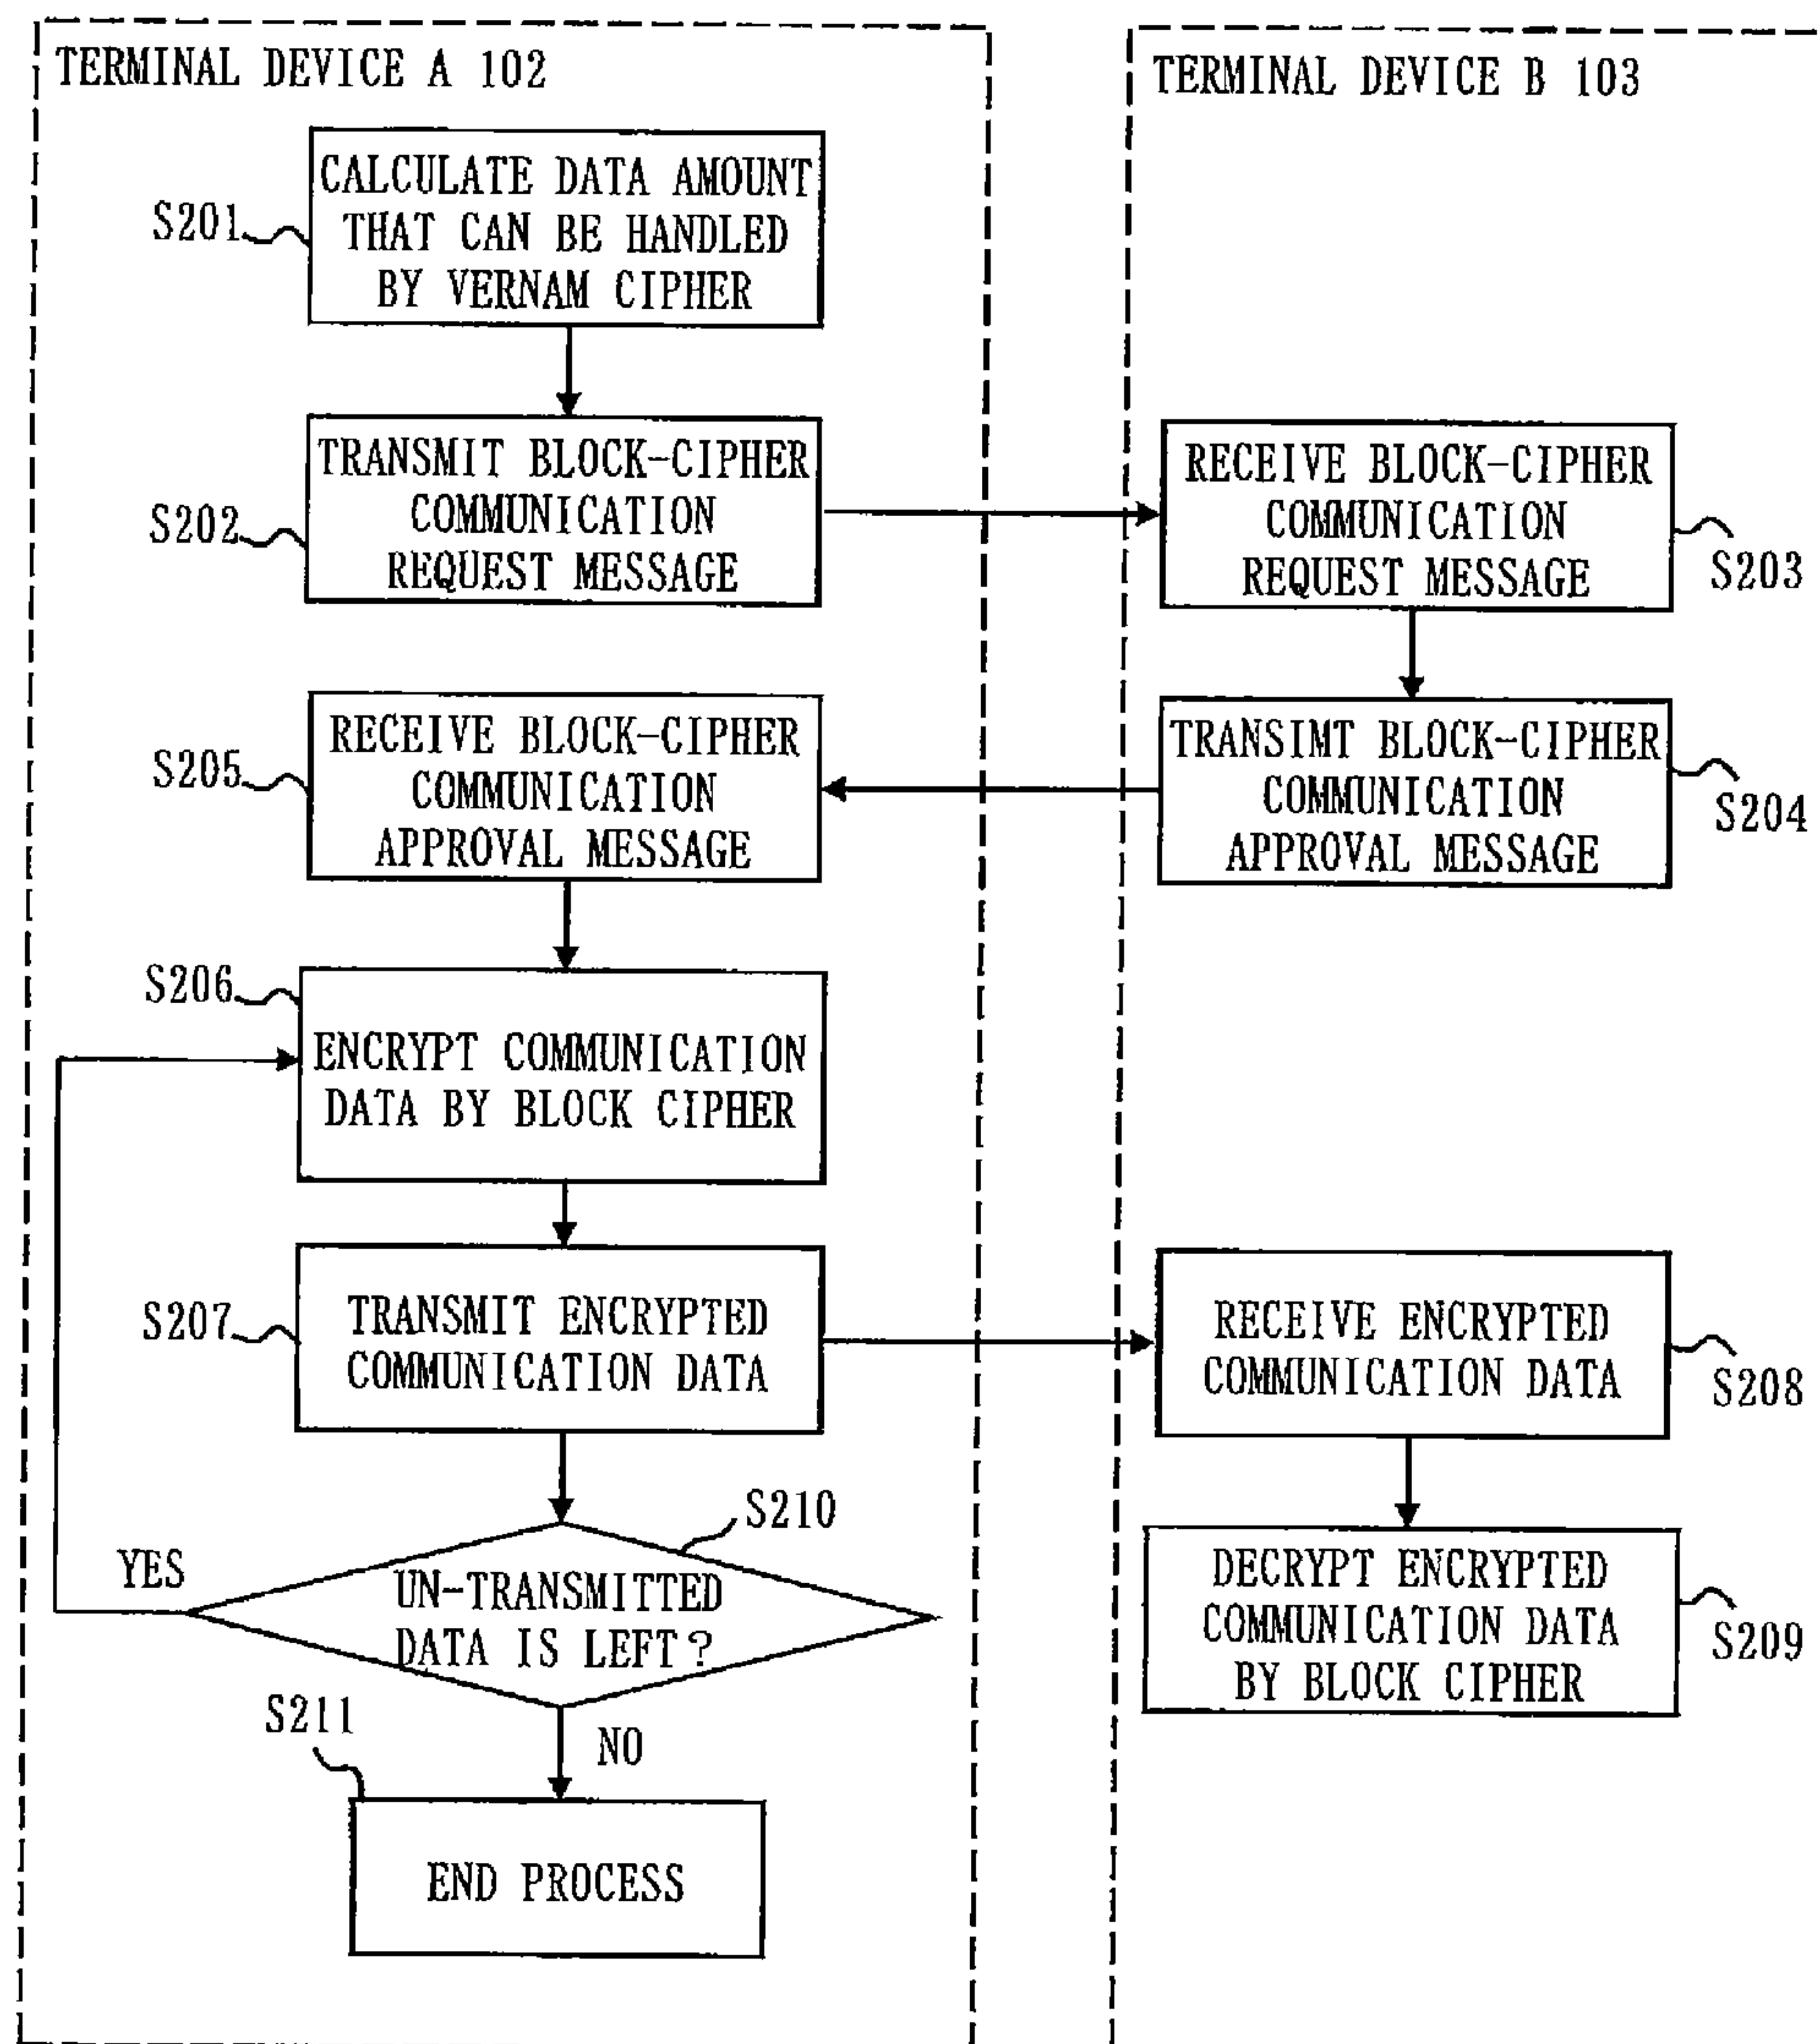 TERMINAL DEVICE A 102
S201
CALCULATE DATA AMOUNT
THAT CAN BE HANDLED
BY VERNAM CIPHER
S202
TRANSMIT BLOCK-CIPHER
COMMUNICATION
REQUEST MESSAGE
S205
RECEIVE BLOCK-CIPHER
COMMUNICATION
APPROVAL MESSAGE
S206
ENCRYPT COMMUNICATION
DATA BY BLOCK CIPHER
S207
TRANSMIT ENCRYPTED
COMMUNICATION DATA
S210
YES
UN-TRANSMITTED
DATA IS LEFT?
S211
NO
END PROCESS
TERMINAL DEVICE B 103
RECEIVE BLOCK-CIPHER
COMMUNICATION
REQUEST MESSAGE
S203
TRANSIMT BLOCK-CIPHER
COMMUNICATION
APPROVAL MESSAGE
S204
RECEIVE ENCRYPTED
COMMUNICATION DATA
S208
DECRYPT ENCRYPTED
COMMUNICATION DATA
BY BLOCK CIPHER
S209